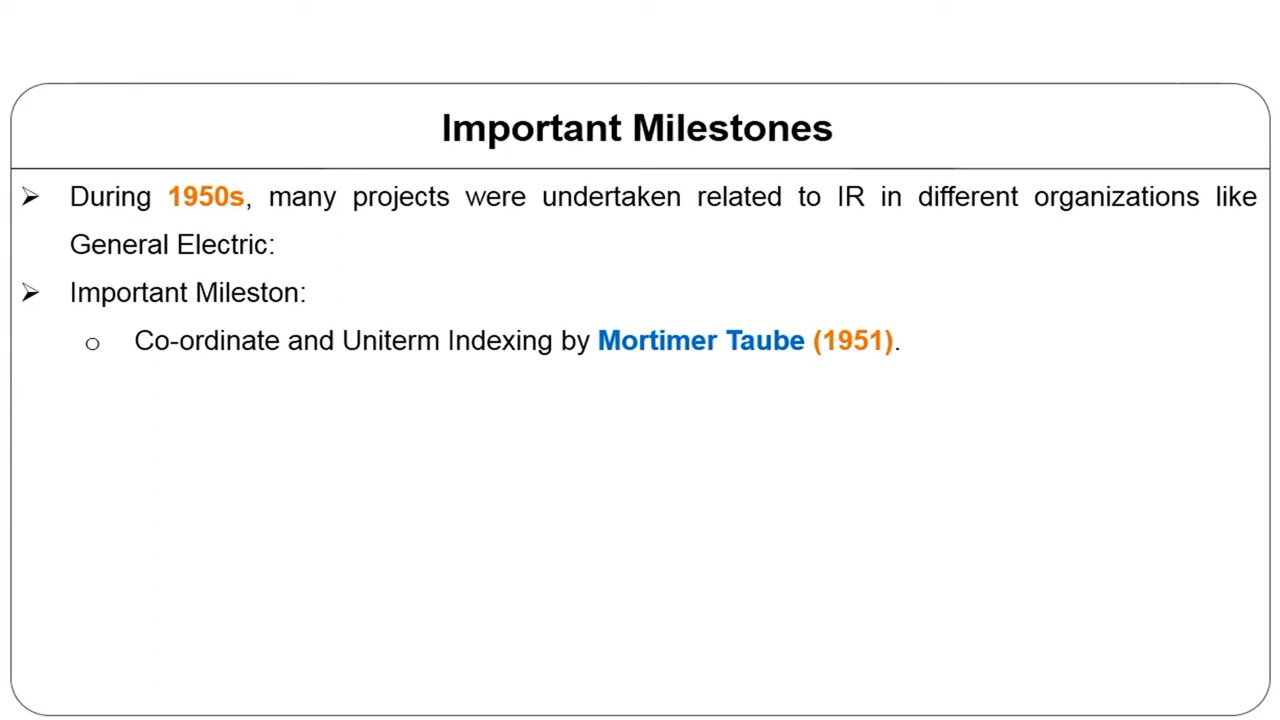 Important Milestones
➢ During 1950s, many projects were undertaken related to IR in different organizations like
General Electric:
➢ Important Mileston:
o Co-ordinate and Uniterm Indexing by Mortimer Taube (1951).